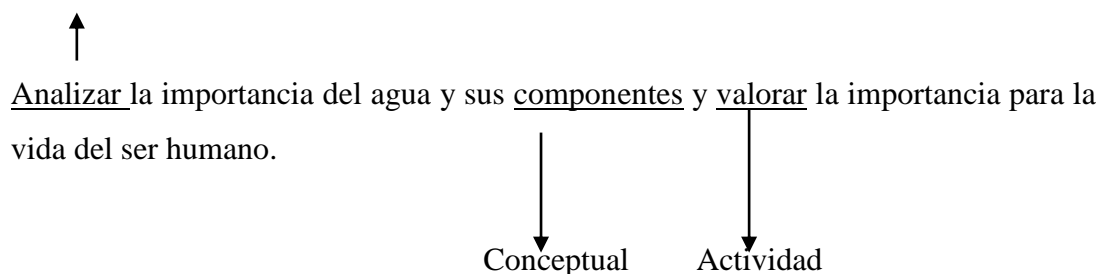 Analizar la importancia del agua y sus componentes y valorar la importancia para la
vida del ser humano.
Conceptual Actividad